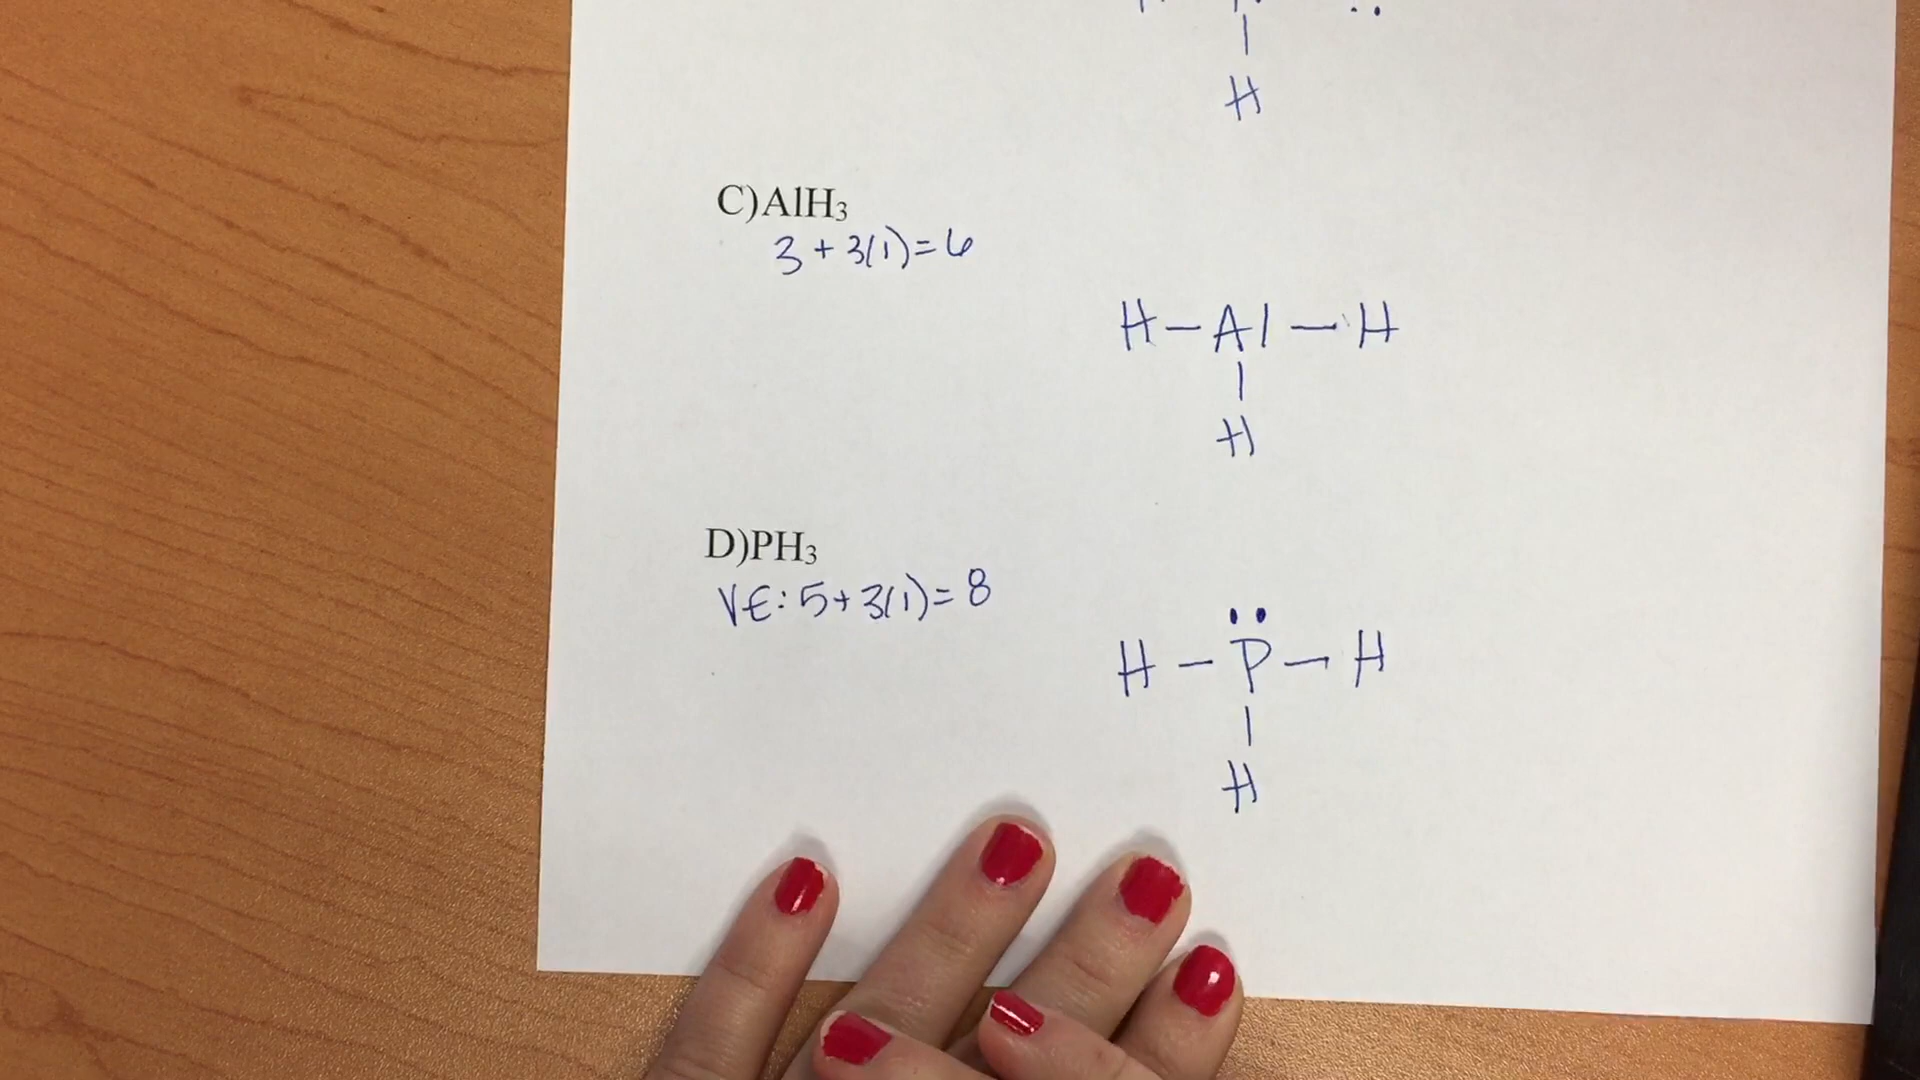 H
C)AlH3
3 + 3(1) = 6
H – Al – H
H
D)PH3
VE: 5 + 3(1) = 8
H – P – H
H